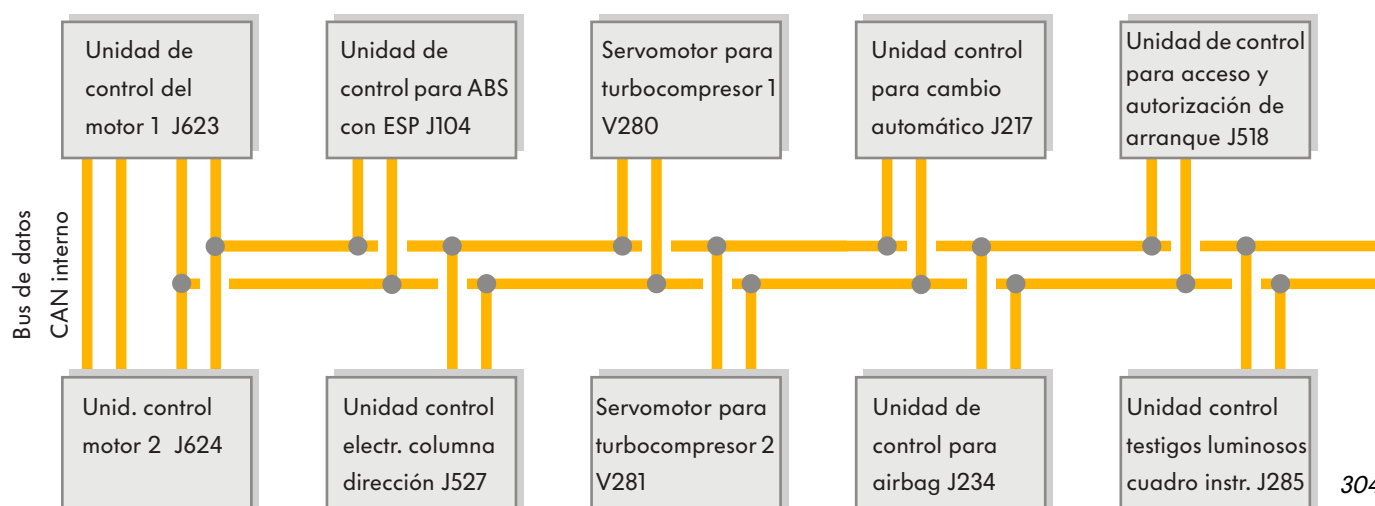 Unidad de
control del
motor 1 J623
Unidad de
control para ABS
con ESP J104
Servomotor para
turbocompresor 1
V280
Unidad control
para cambio
automático J217
Unidad de control
para acceso y
autorización de
arranque J518
Bus de datos
CAN interno
Unid. control
motor 2 J624
Unidad control
electr. columna
dirección J527
Servomotor para
turbocompresor 2
V281
Unidad de
control para
airbag J234
Unidad control
testigos luminosos
cuadro instr. J285
304